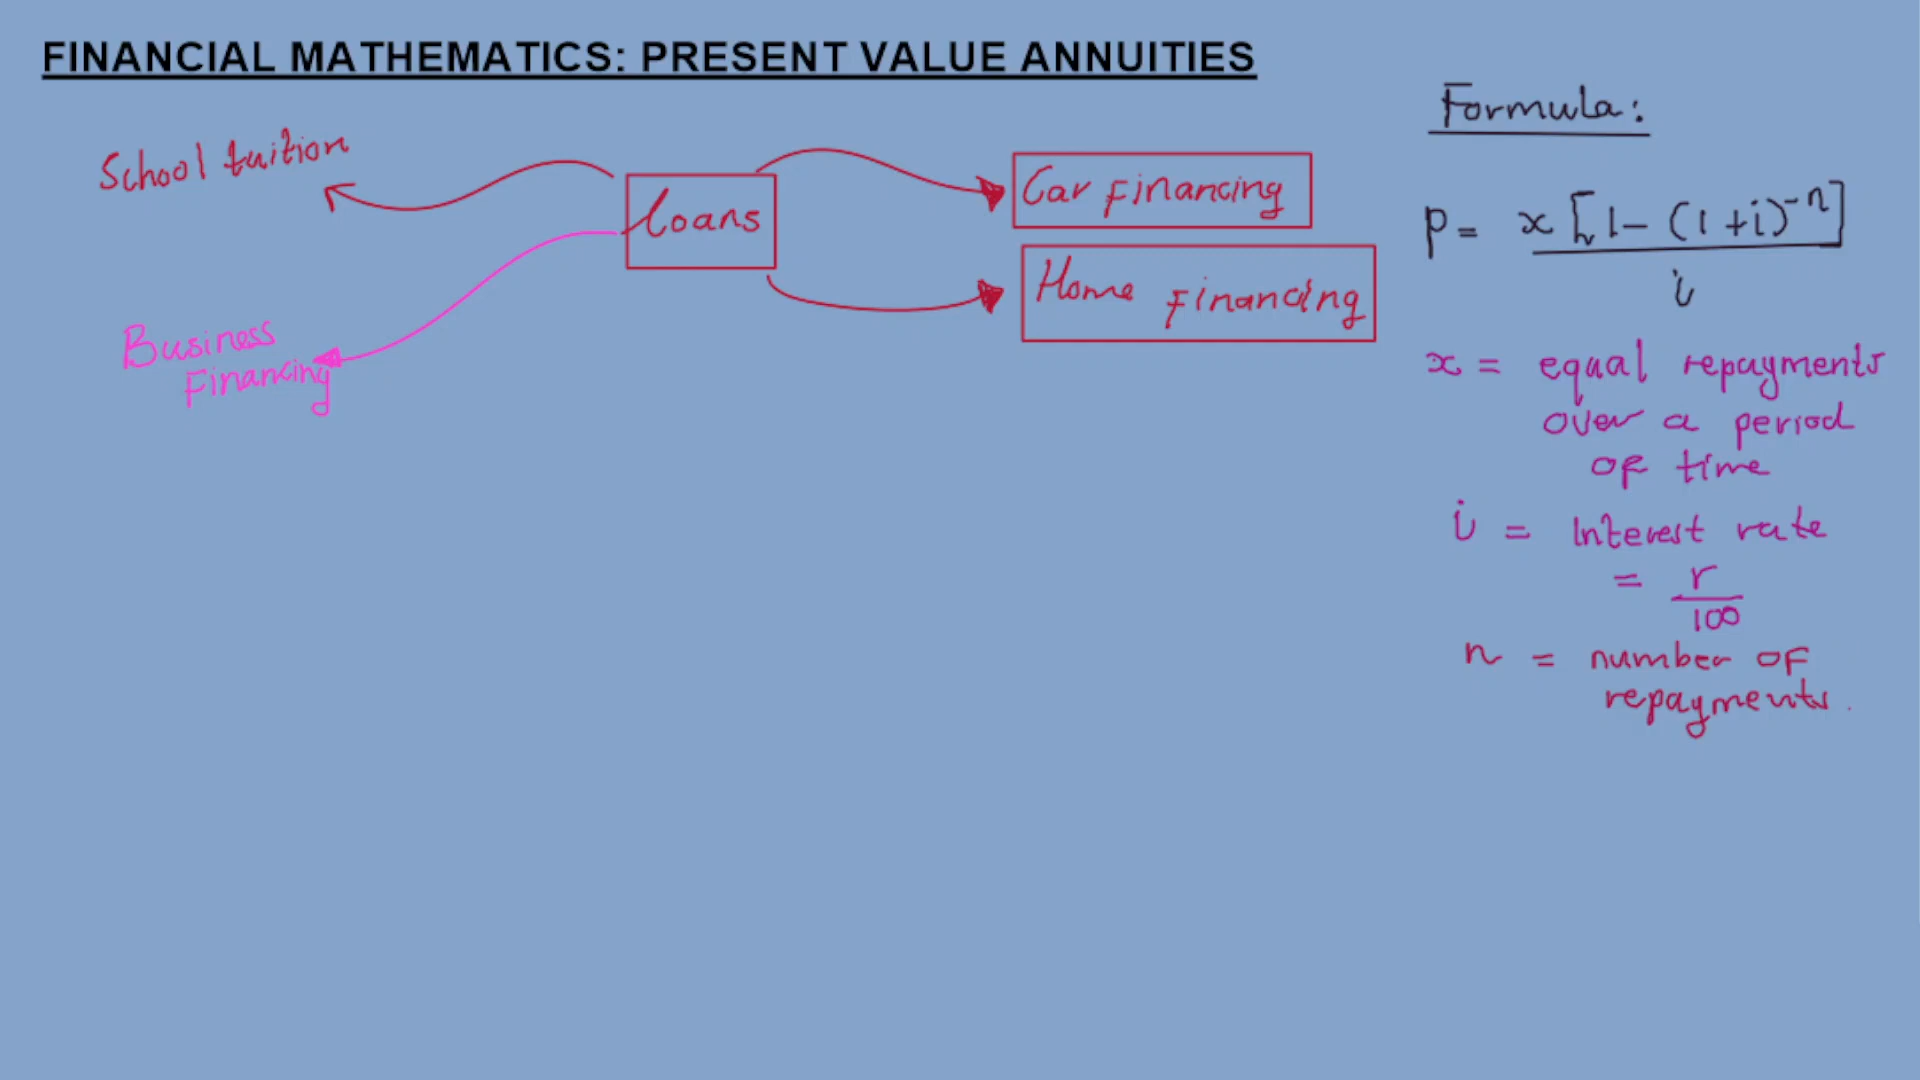 FINANCIAL MATHEMATICS: PRESENT VALUE ANNUITIES
School tuition
Loans
Car Financing
Home Financing
Business
Financing
Formula:
P = x [1 - (1 + i)^-n]
i
x = equal repayments
over a period
of time
i = Interest rate
= r
100
n = number of
repayments.